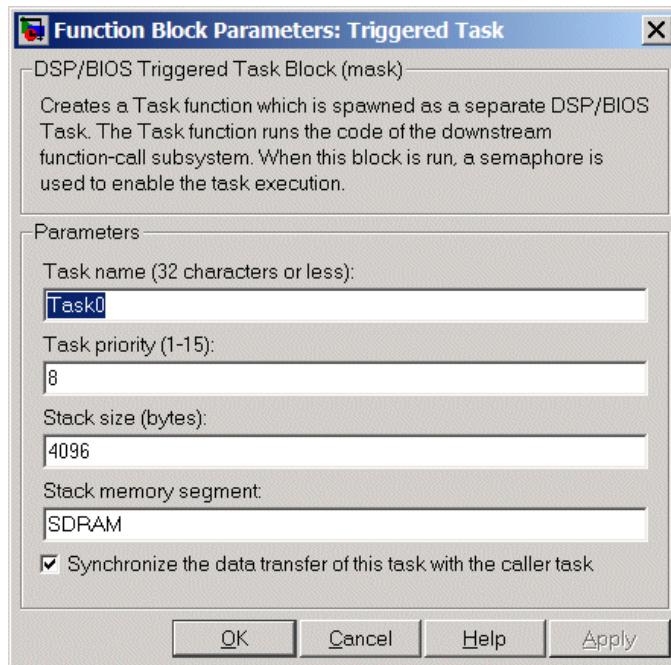 Function Block Parameters: Triggered Task
DSP/BIOS Triggered Task Block (mask)
Creates a Task function which is spawned as a separate DSP/BIOS
Task. The Task function runs the code of the downstream
function-call subsystem. When this block is run, a semaphore is
used to enable the task execution.
Parameters
Task name (32 characters or less):
Task0
Task priority (1-15):
8
Stack size (bytes):
4096
Stack memory segment:
SDRAM
Synchronize the data transfer of this task with the caller task
OK Cancel Help Apply